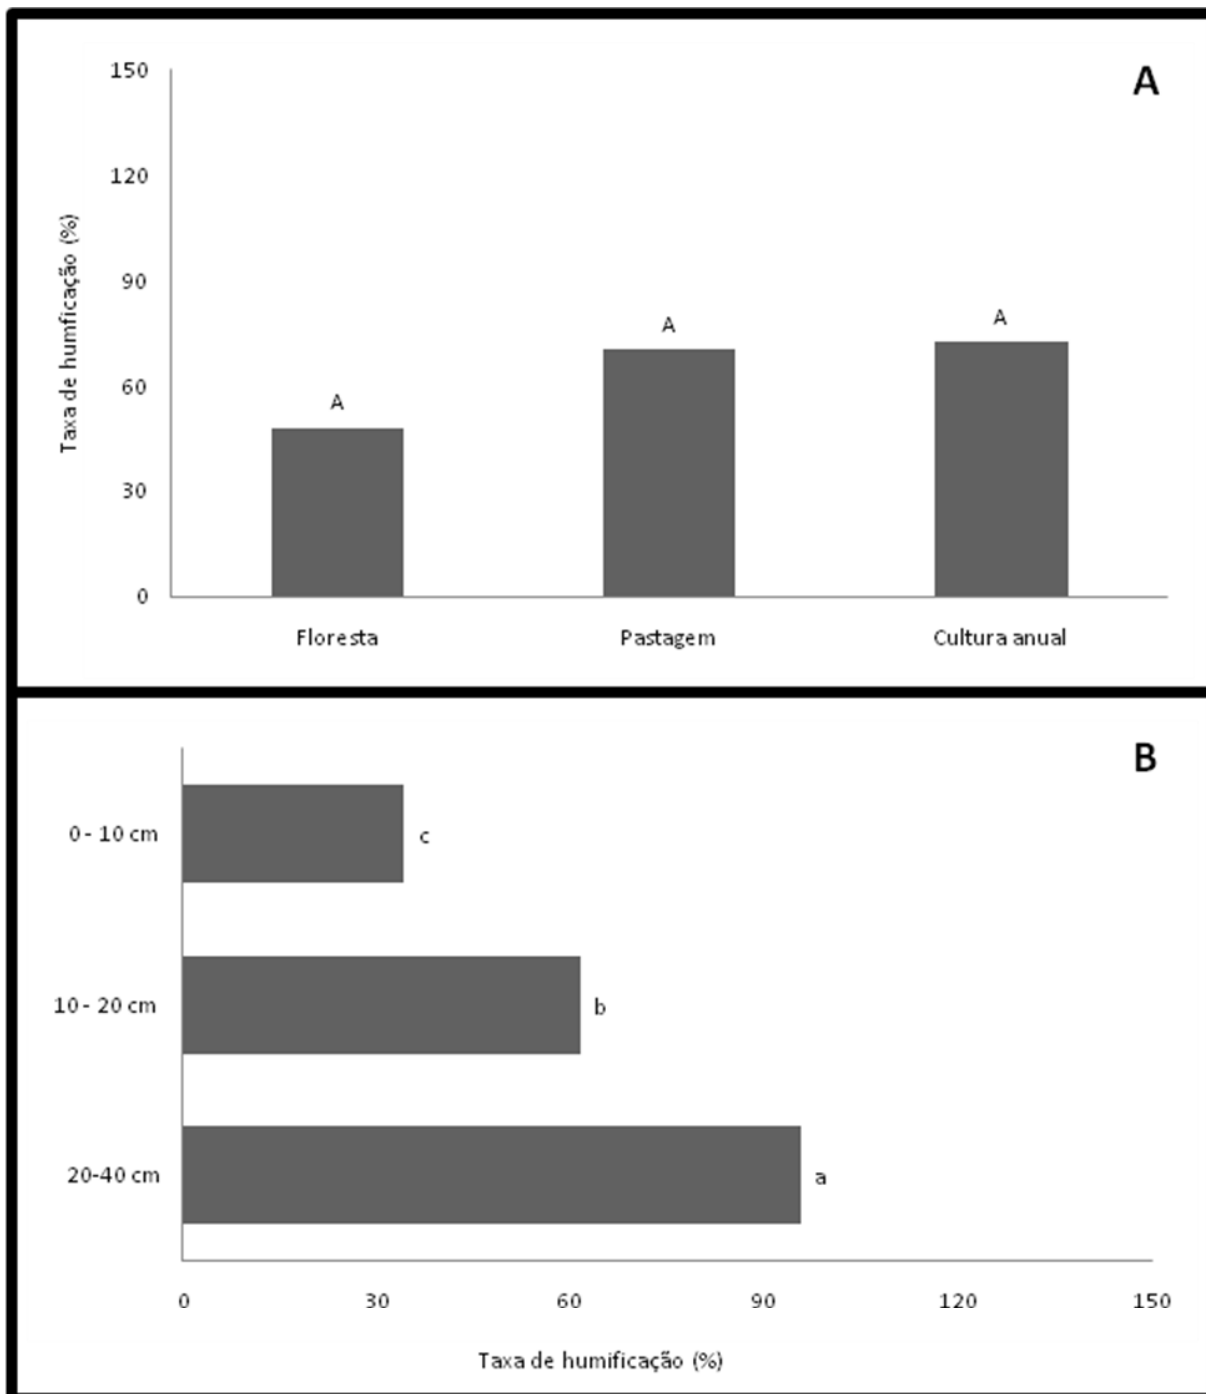 A
150
120
90
60
30
0
Taxa de humficação (%)
A
A
A
Floresta
Pastagem
Cultura anual
B
0 - 10 cm
c
10 - 20 cm
b
20-40 cm
a
0
30
60
90
120
150
Taxa de humificação (%)